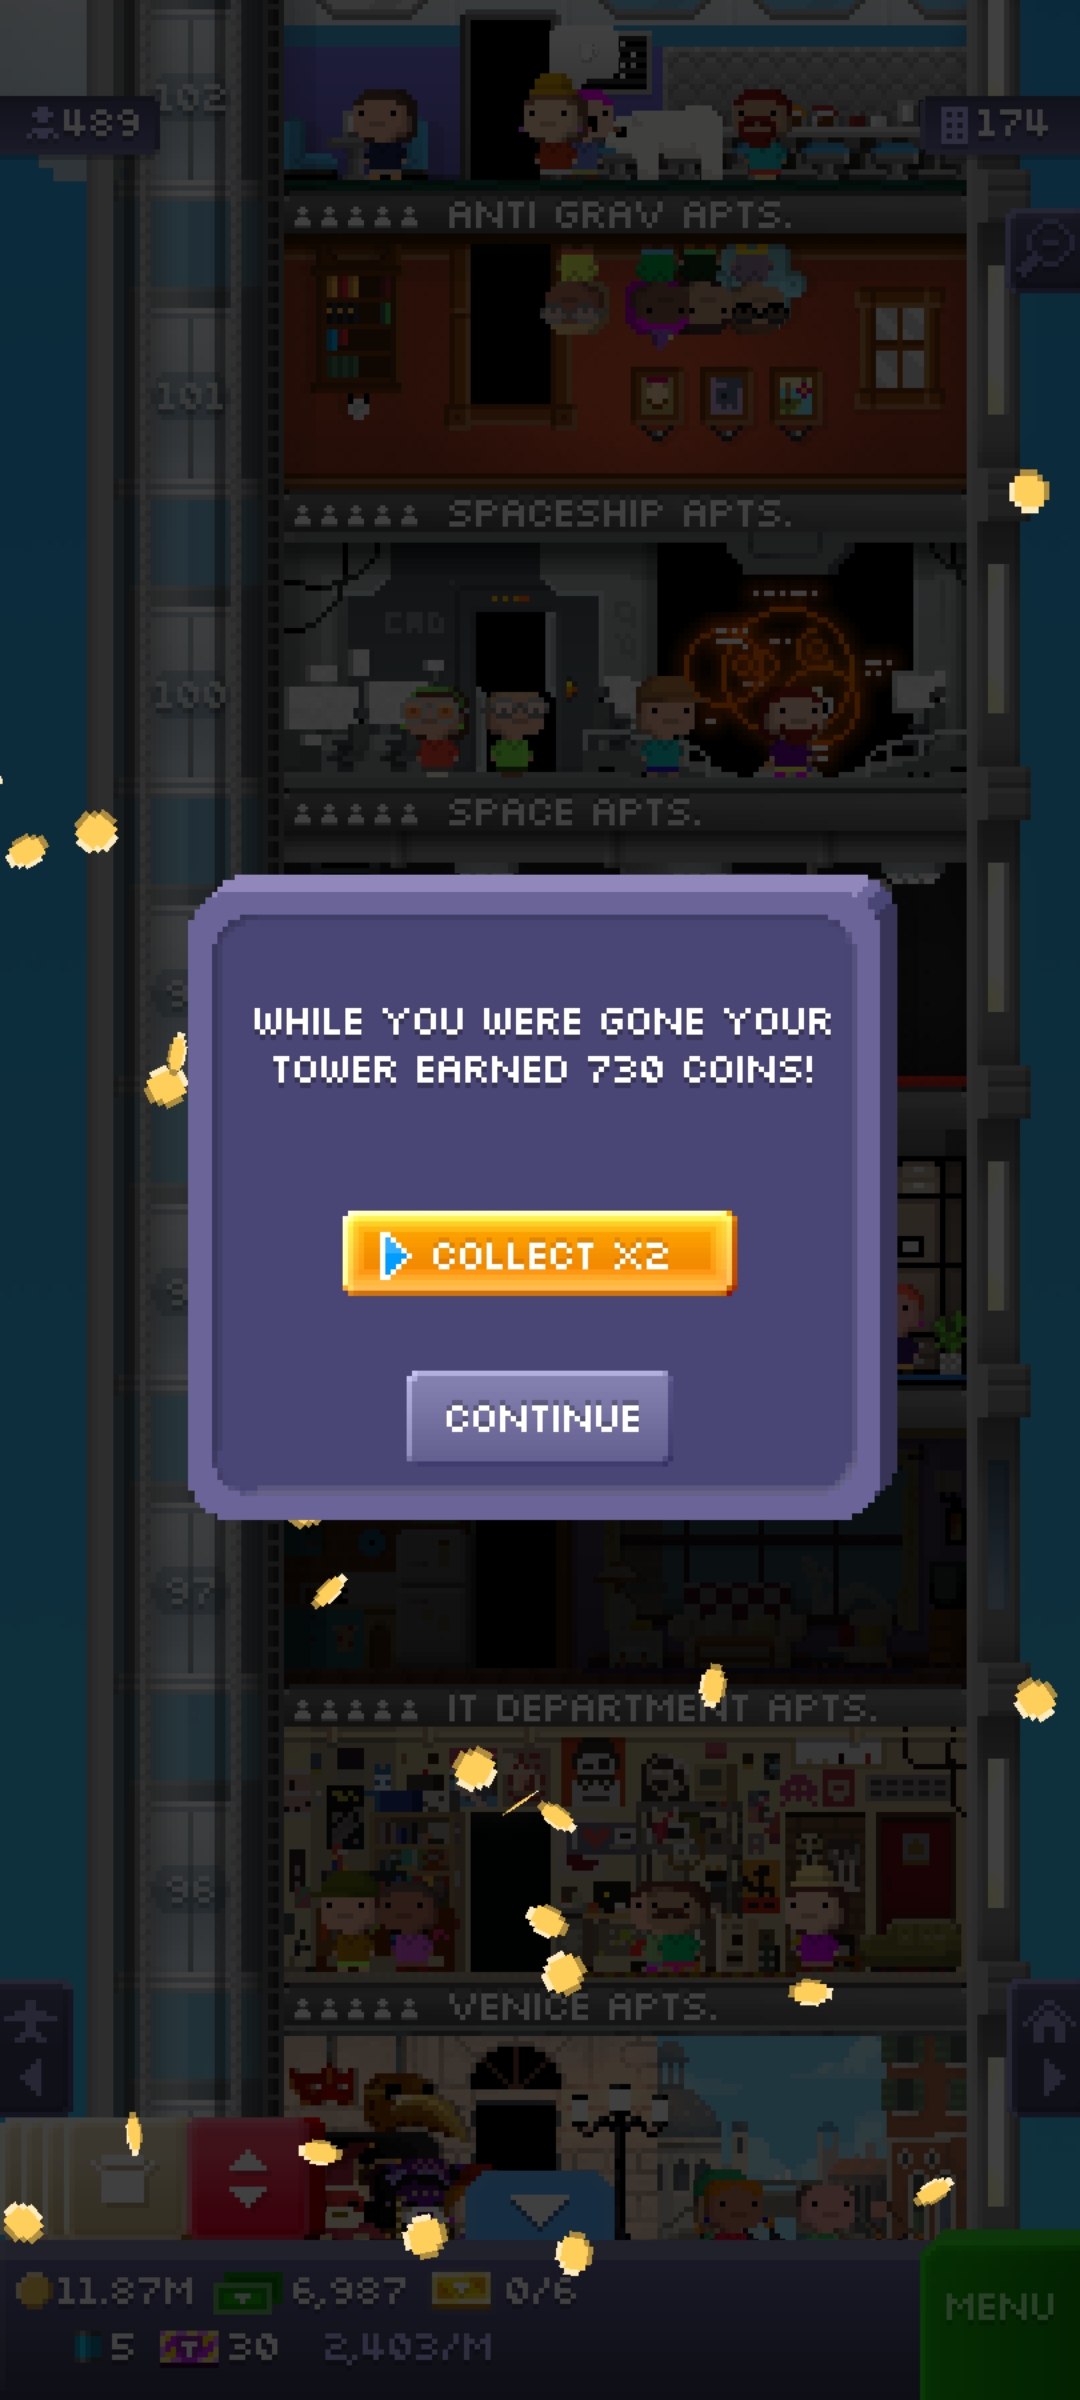 102
489
174
ANTI GRAV APTS.
101
SPACESHIP APTS.
CRD
100
SPACE APTS.
WHILE YOU WERE GONE YOUR
TOWER EARNED 730 COINS!
COLLECT X2
CONTINUE
97
IT DEPARTMENT APTS.
96
VENICE APTS.
11.87M 6,987 0/6
MENU
5 30 2,403/M